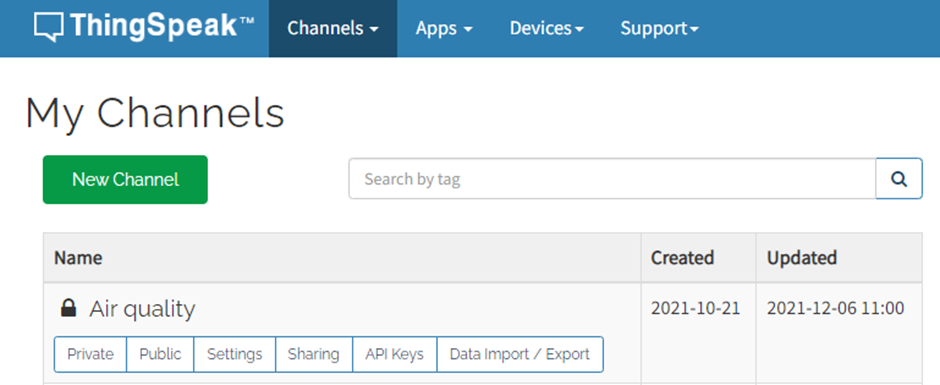 ThingSpeak™ Channels Apps Devices Support
My Channels
New Channel Search by tag
Name Created Updated
Air quality 2021-10-21 2021-12-06 11:00
Private Public Settings Sharing API Keys Data Import / Export